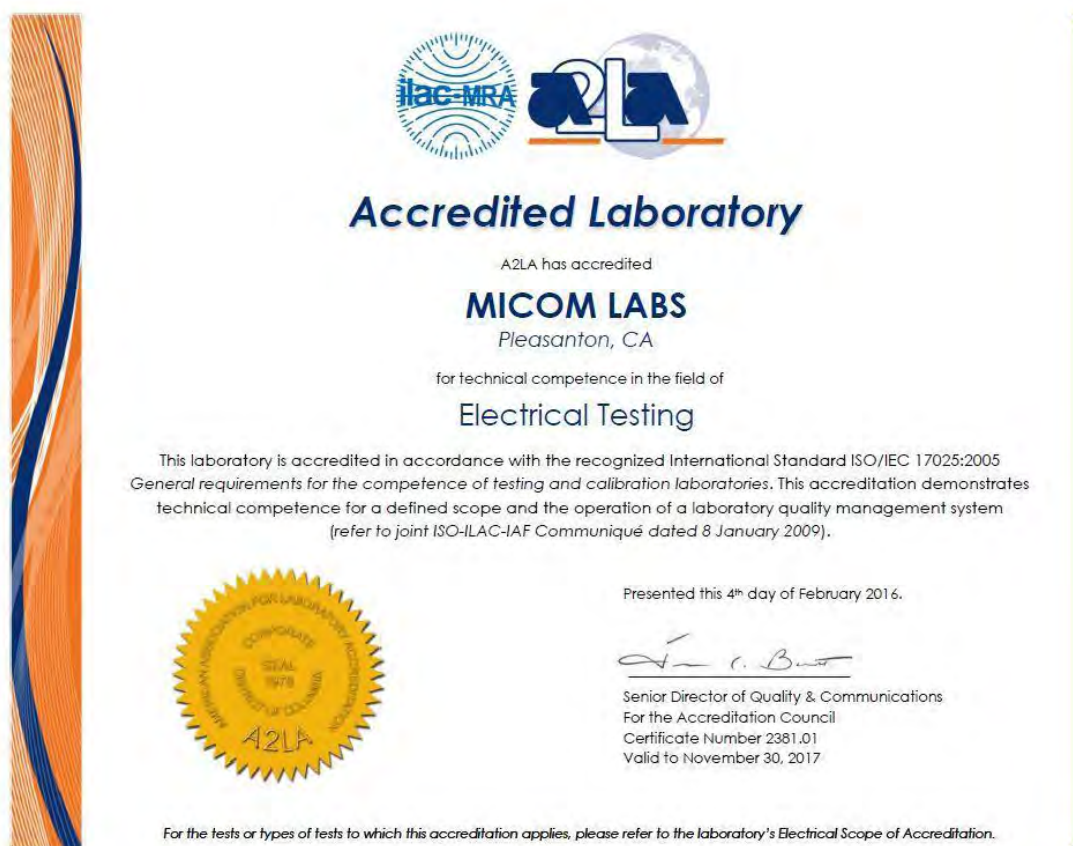 ilac-MRA
A2LA
Accredited Laboratory
A2LA has accredited
MICOM LABS
Pleasanton, CA
for technical competence in the field of
Electrical Testing
This laboratory is accredited in accordance with the recognized International Standard ISO/IEC 17025:2005
General requirements for the competence of testing and calibration laboratories. This accreditation demonstrates
technical competence for a defined scope and the operation of a laboratory quality management system
(refer to joint ISO-ILAC-IAF Communiqué dated 8 January 2009).
AMERICAN ASSOCIATION FOR LABORATORY ACCREDITATION
CORPORATE
SEAL
1978
DISTRICT OF COLUMBIA
A2LA
Presented this 4th day of February 2016.
Senior Director of Quality & Communications
For the Accreditation Council
Certificate Number 2381.01
Valid to November 30, 2017
For the tests or types of tests to which this accreditation applies, please refer to the laboratory's Electrical Scope of Accreditation.